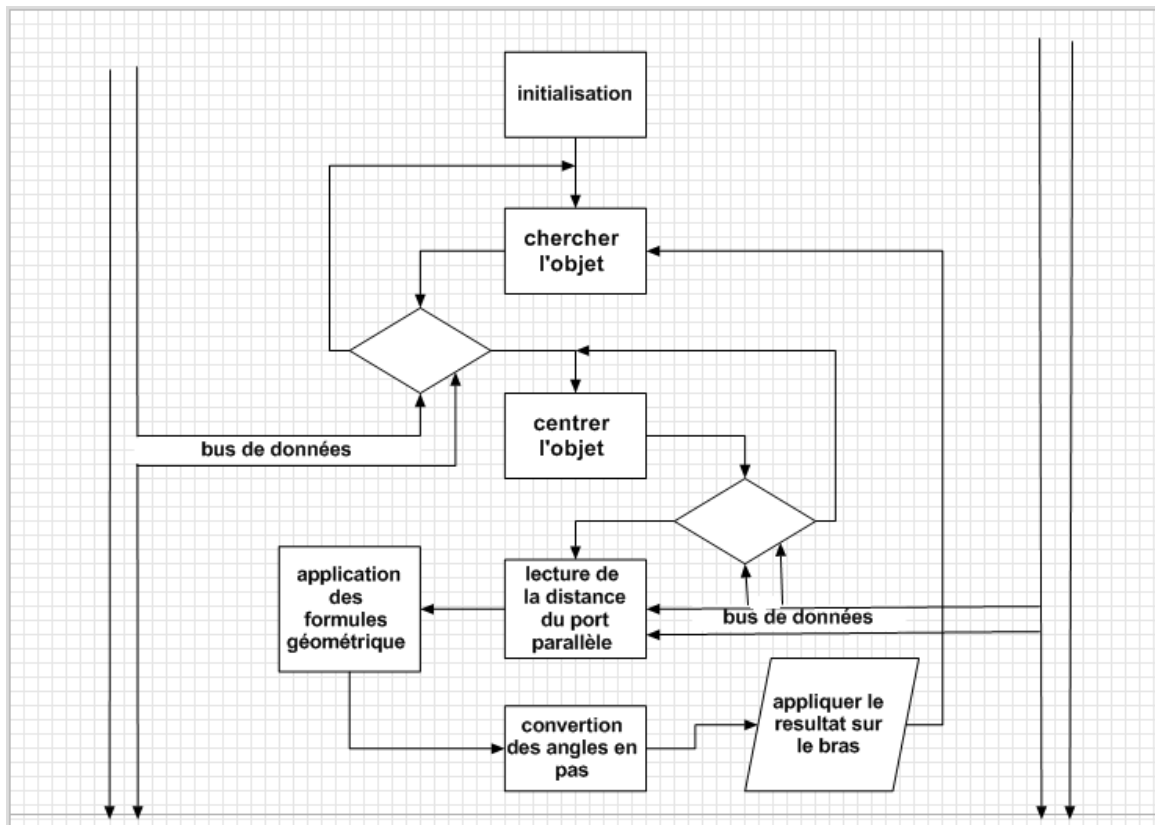 initialisation
chercher
l'objet
centrer
l'objet
bus de données
application
des
formules
géométrique
lecture de
la distance
du port
parallèle
bus de données
convertion
des angles en
pas
appliquer le
resultat sur
le bras